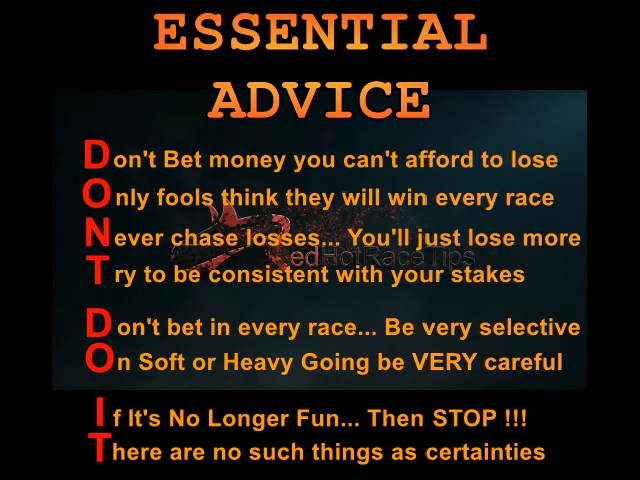 ESSENTIAL
ADVICE
Don't Bet money you can't afford to lose
Only fools think they will win every race
Never chase losses... You'll just lose more
RedHotRaceTips
Try to be consistent with your stakes
Don't bet in every race... Be very selective
On Soft or Heavy Going be VERY careful
If It's No Longer Fun... Then STOP !!!
There are no such things as certainties